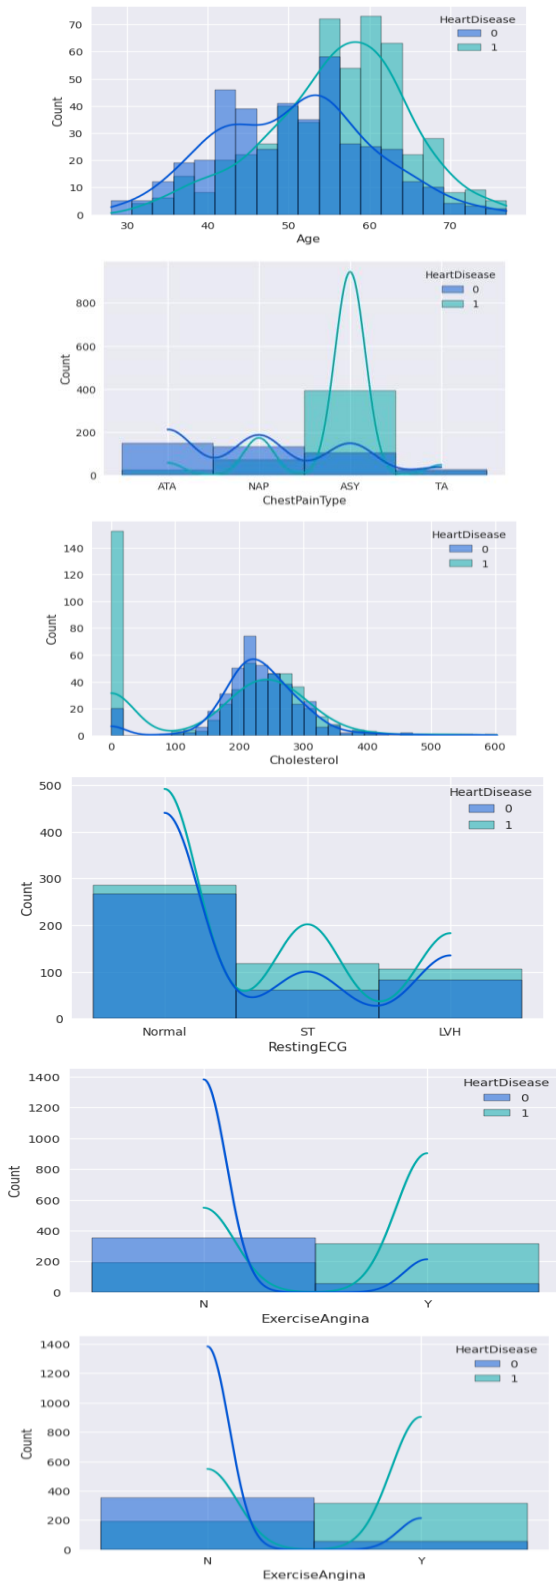 HeartDisease
0
1
70
60
50
40
30
20
10
0
Count
30 40 50 60 70
Age
HeartDisease
0
1
800
600
400
200
0
Count
ATA NAP ASY TA
ChestPainType
HeartDisease
0
1
140
120
100
80
60
40
20
0
Count
0 100 200 300 400 500 600
Cholesterol
HeartDisease
0
1
500
400
300
200
100
0
Count
Normal ST LVH
RestingECG
HeartDisease
0
1
1400
1200
1000
800
600
400
200
0
Count
N Y
ExerciseAngina
HeartDisease
0
1
1400
1200
1000
800
600
400
200
0
Count
N Y
ExerciseAngina